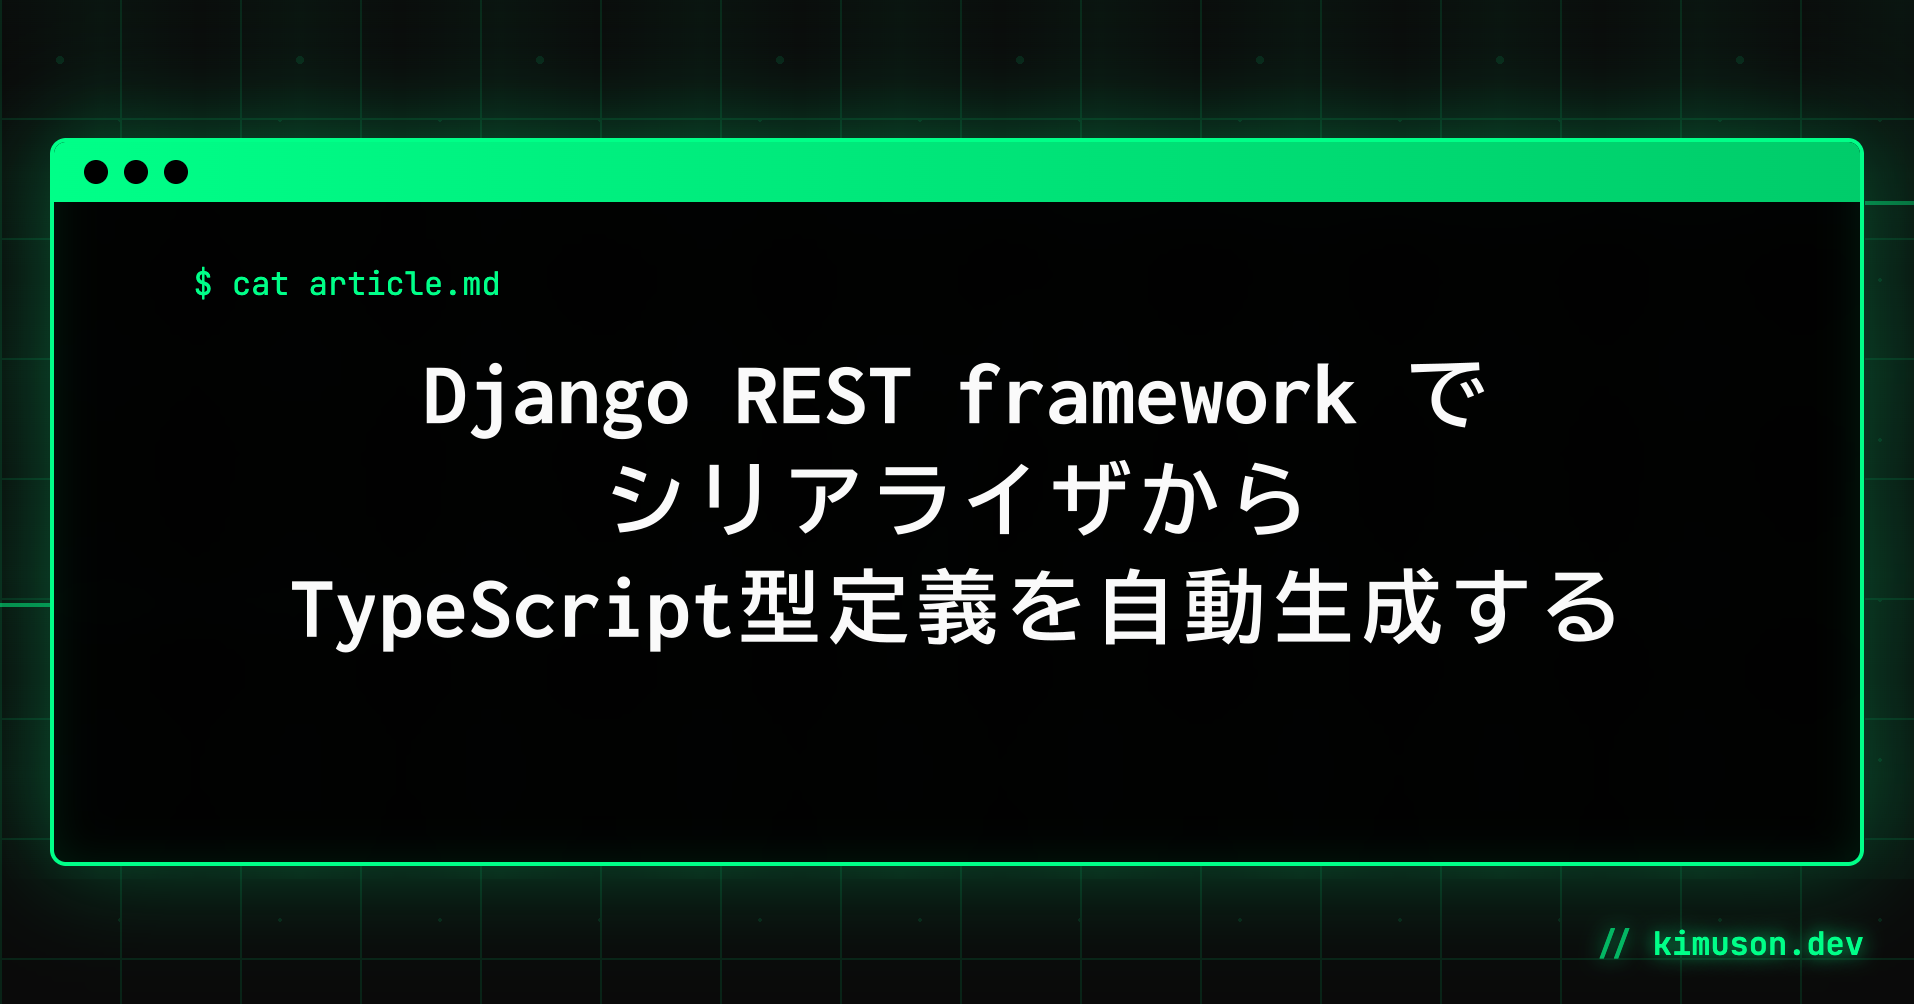 $ cat article.md
Django REST framework で
シリアライザから
TypeScript型定義を自動生成する
// kimuson.dev